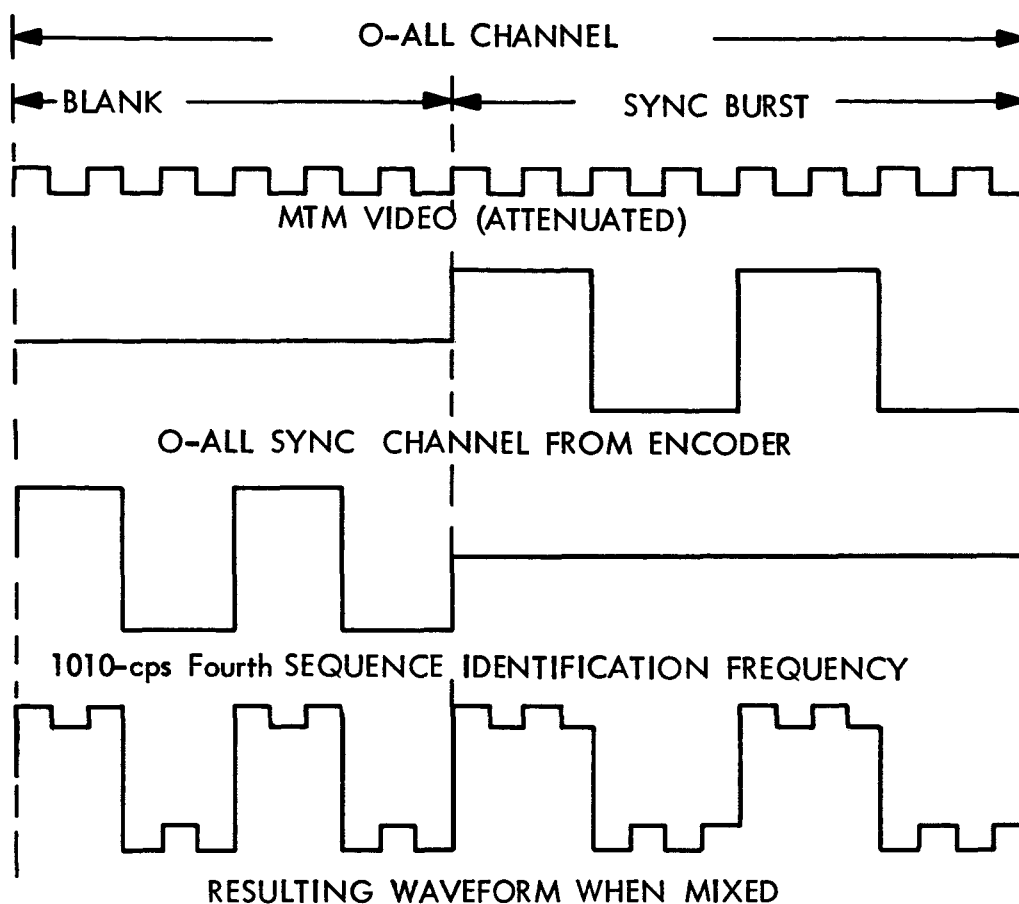 O-ALL CHANNEL
BLANK
SYNC BURST
MTM VIDEO (ATTENUATED)
O-ALL SYNC CHANNEL FROM ENCODER
1010-cps Fourth SEQUENCE IDENTIFICATION FREQUENCY
RESULTING WAVEFORM WHEN MIXED